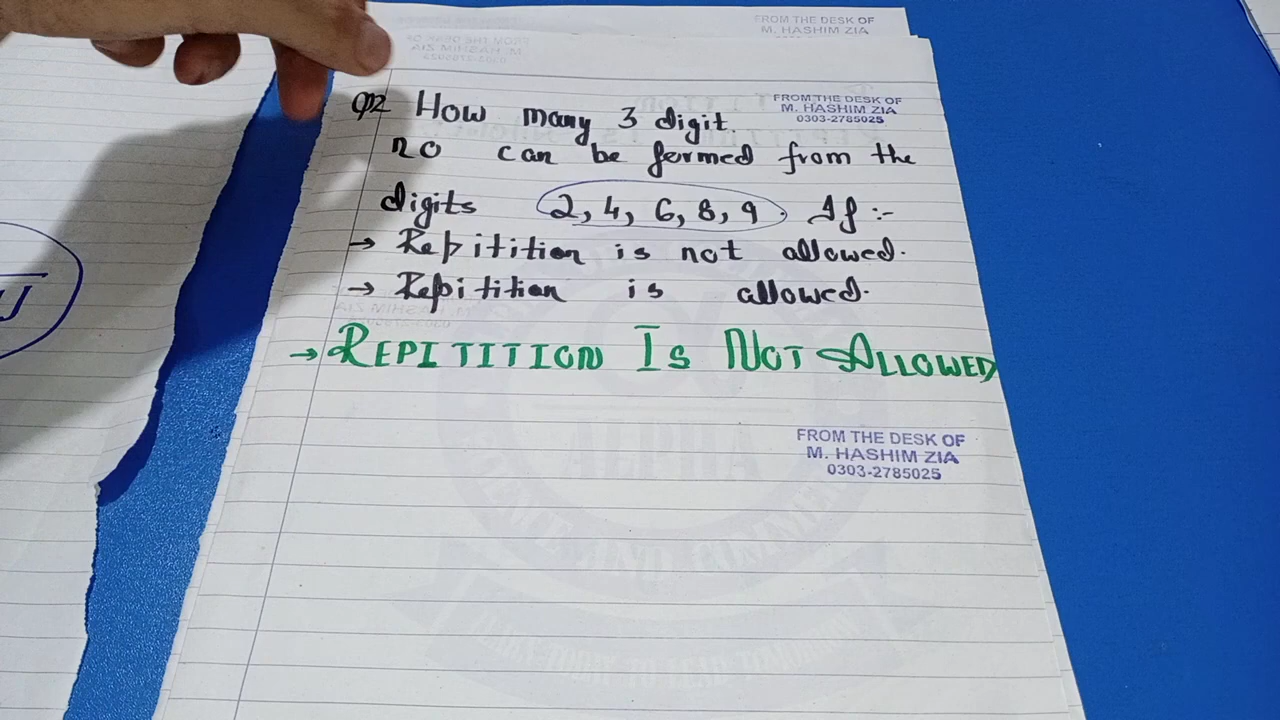 FROM THE DESK OF
M. HASHIM ZIA
FROM THE DESK OF
M. HASHIM ZIA
0303-2785025
Q2 How many 3 digit.
no can be formed from the
digits 2, 4, 6, 8, 9. If :-
→ Repitition is not allowed.
→ Repitition is allowed.
→ REPITITION IS NOT ALLOWED
FROM THE DESK OF
M. HASHIM ZIA
0303-2785025
ALPHA